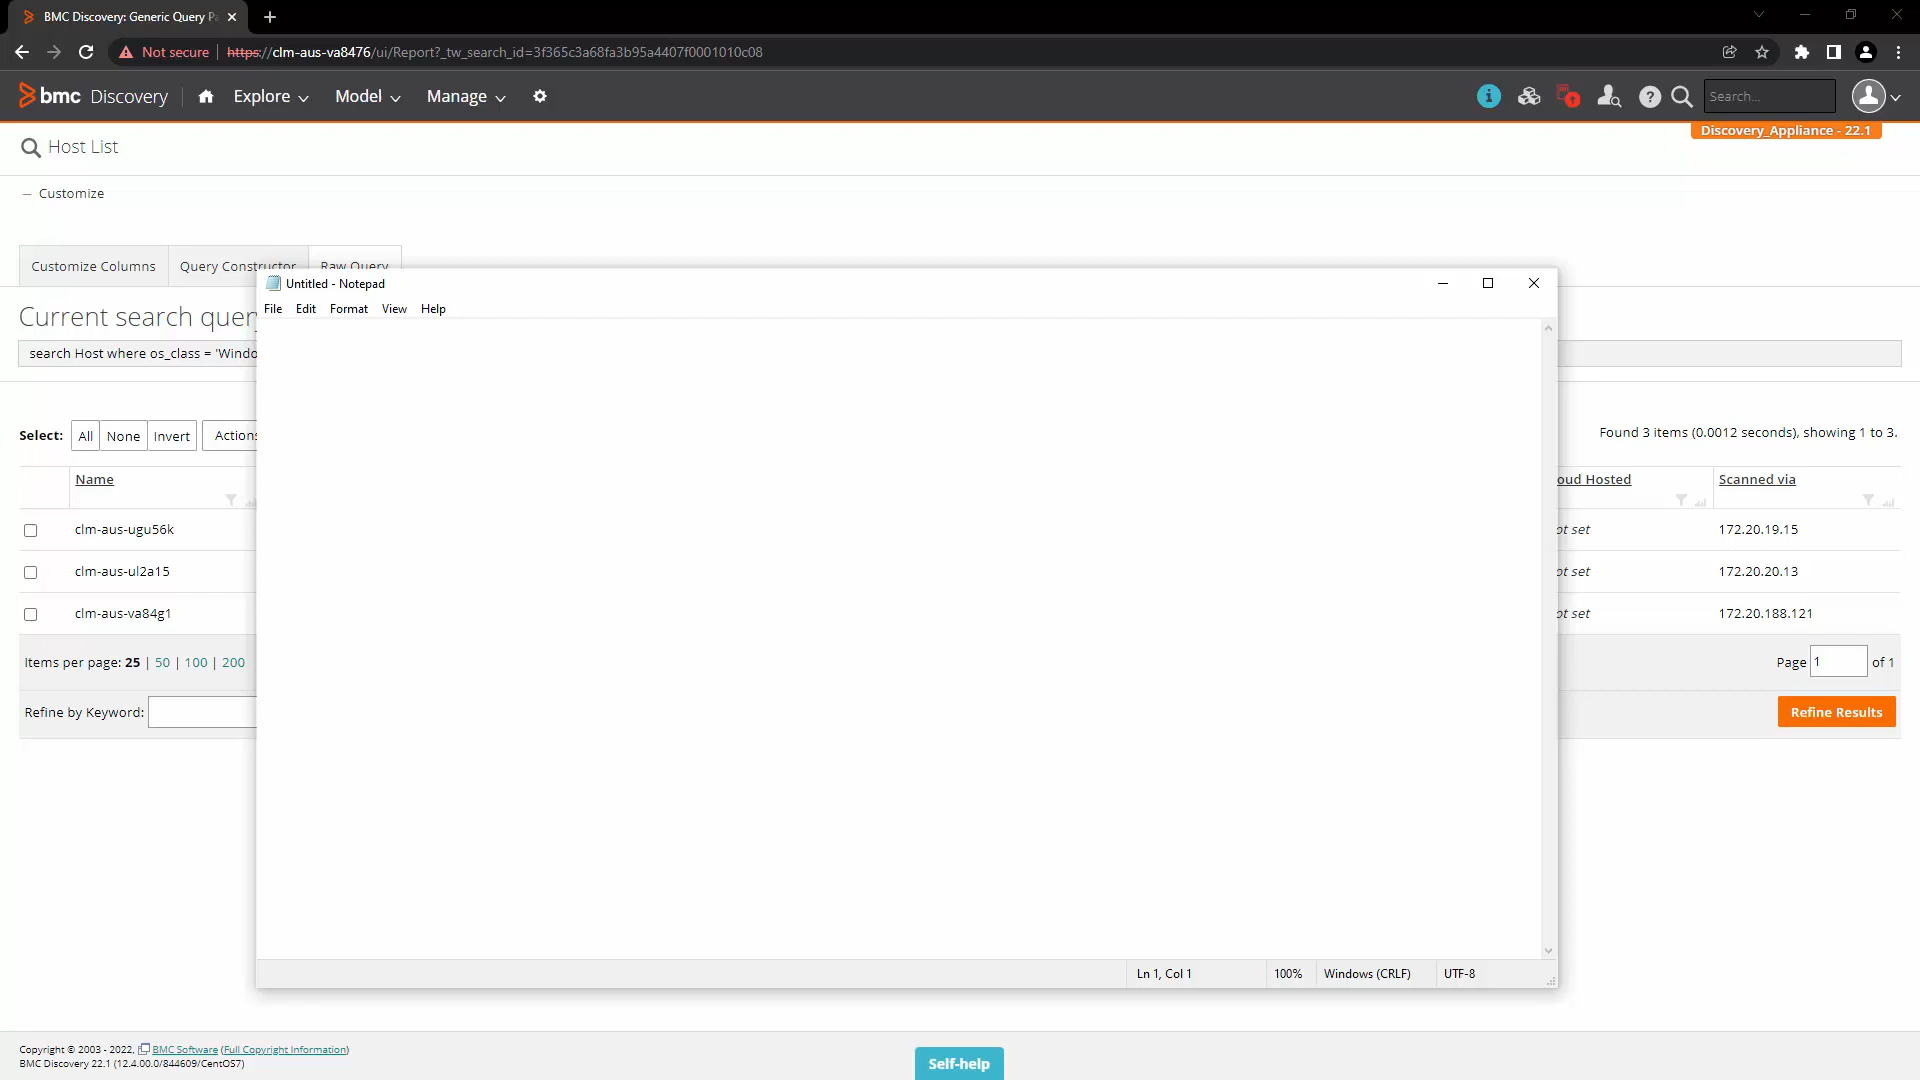 BMC Discovery: Generic Query Pa
Not secure https://clm-aus-va8476/ui/Report?_tw_search_id=3f365c3a68fa3b95a4407f0001010c08
bmc Discovery Explore Model Manage Search...
Discovery_Appliance - 22.1
Host List
Customize
Customize Columns Query Constructor Raw Query
Untitled - Notepad
File Edit Format View Help
Current search query
search Host where os_class = 'Windo
Select: All None Invert Actions
Found 3 items (0.0012 seconds), showing 1 to 3.
Name oud Hosted Scanned via
clm-aus-ugu56k ot set 172.20.19.15
clm-aus-ul2a15 ot set 172.20.20.13
clm-aus-va84g1 ot set 172.20.188.121
Items per page: 25 | 50 | 100 | 200 Page 1 of 1
Refine by Keyword: Refine Results
Ln 1, Col 1 100% Windows (CRLF) UTF-8
Copyright © 2003 - 2022, BMC Software (Full Copyright Information)
BMC Discovery 22.1 (12.4.00.0/844609/CentOS7)
Self-help